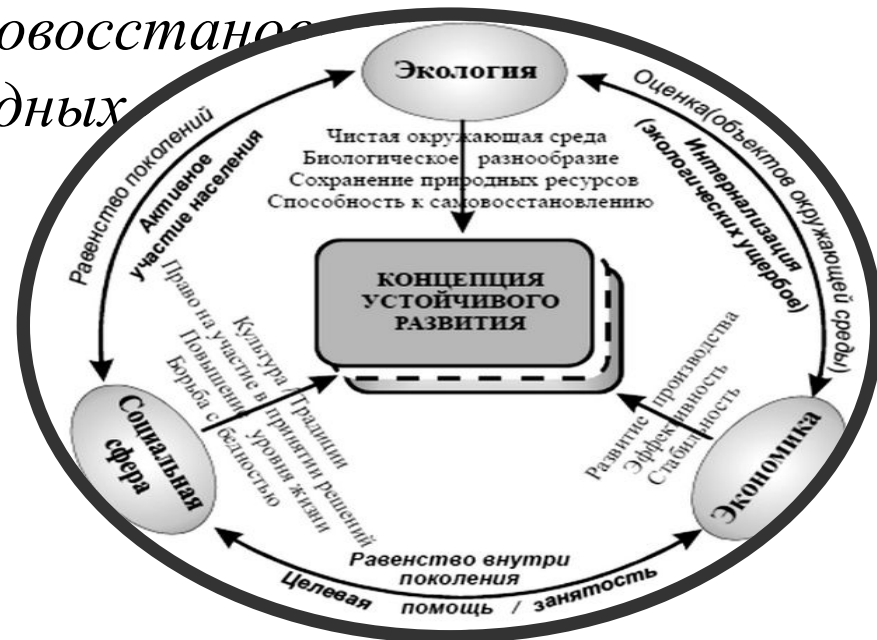 овосстанов
дных
Экология
Чистая окружающая среда
Биологическое разнообразие
Сохранение природных ресурсов
Способность к самовосстановлению
Равенство поколений
Активное
участие населения
Оценка(объектов окружающей среды)
Интернализация
(экологических ущербов)
КОНЦЕПЦИЯ
УСТОЙЧИВОГО
РАЗВИТИЯ
Культура / Традиции
Право на участие в принятии решений
Повышение уровня жизни
Борьба с бедностью
Социальная
сфера
Развитие производства
Эффективность
Стабильность
Экономика
Равенство внутри
поколения
Целевая помощь / занятость